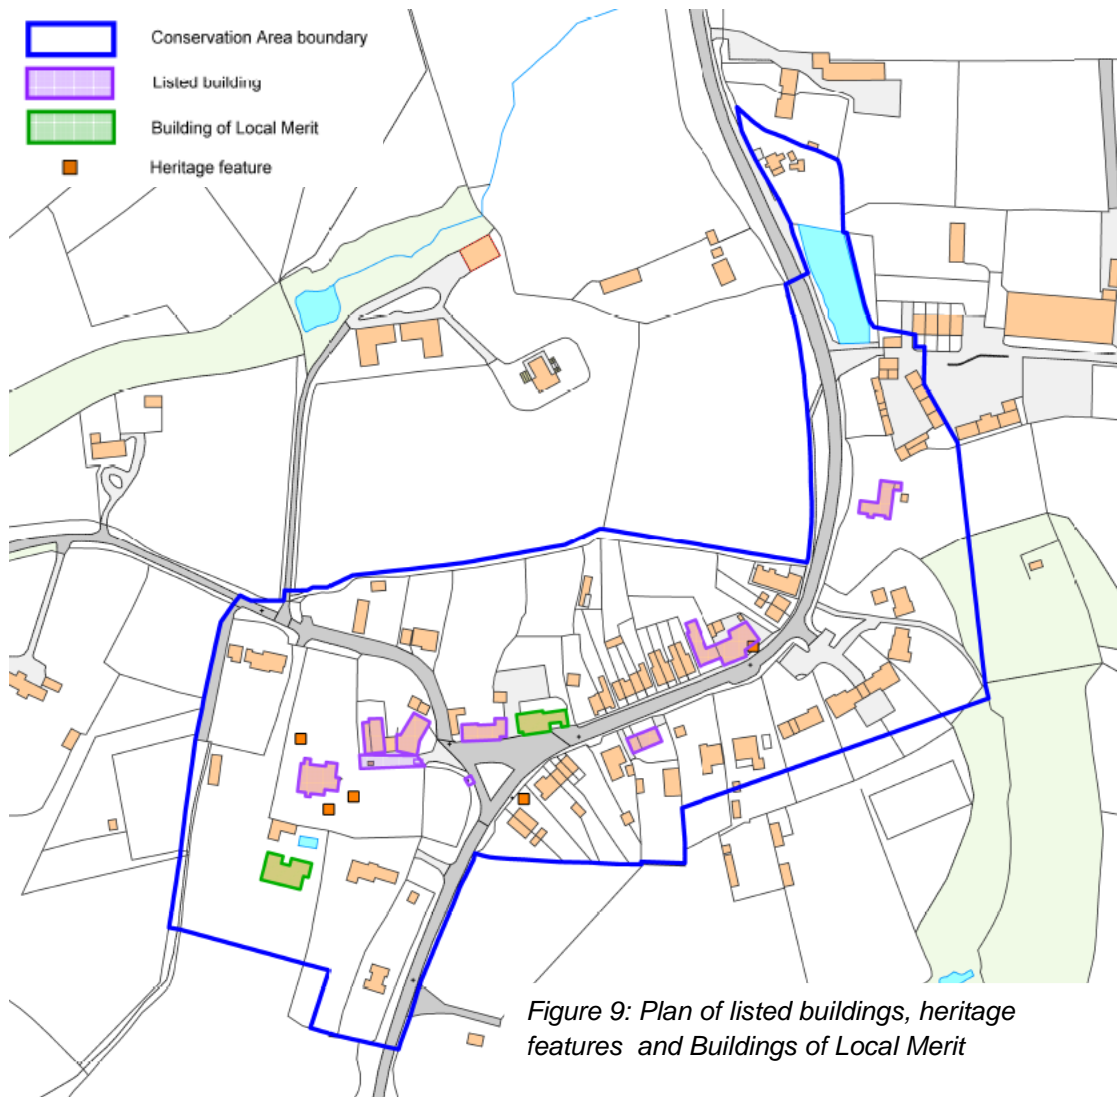 Conservation Area boundary
Listed building
Building of Local Merit
Heritage feature
Figure 9: Plan of listed buildings, heritage
features and Buildings of Local Merit